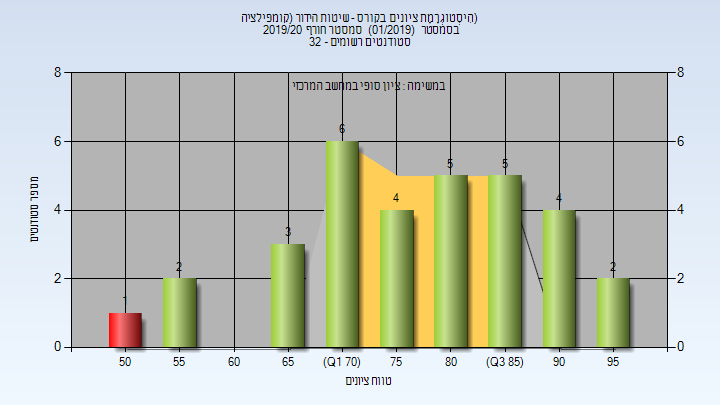 (היסטוגרמת ציונים בקורס - שיטות הידור (קומפילציה
בסמסטר (01/2019) סמסטר חורף 2019/20
סטודנטים רשומים - 32
במשימה : ציון סופי במחשב המרכזי
8 8
6 6
4 4
2 2
0 0
1 2 3 6 4 5 5 4 2
מספר סטודנטים
50 55 60 65 (Q1 70) 75 80 (Q3 85) 90 95
טווח ציונים